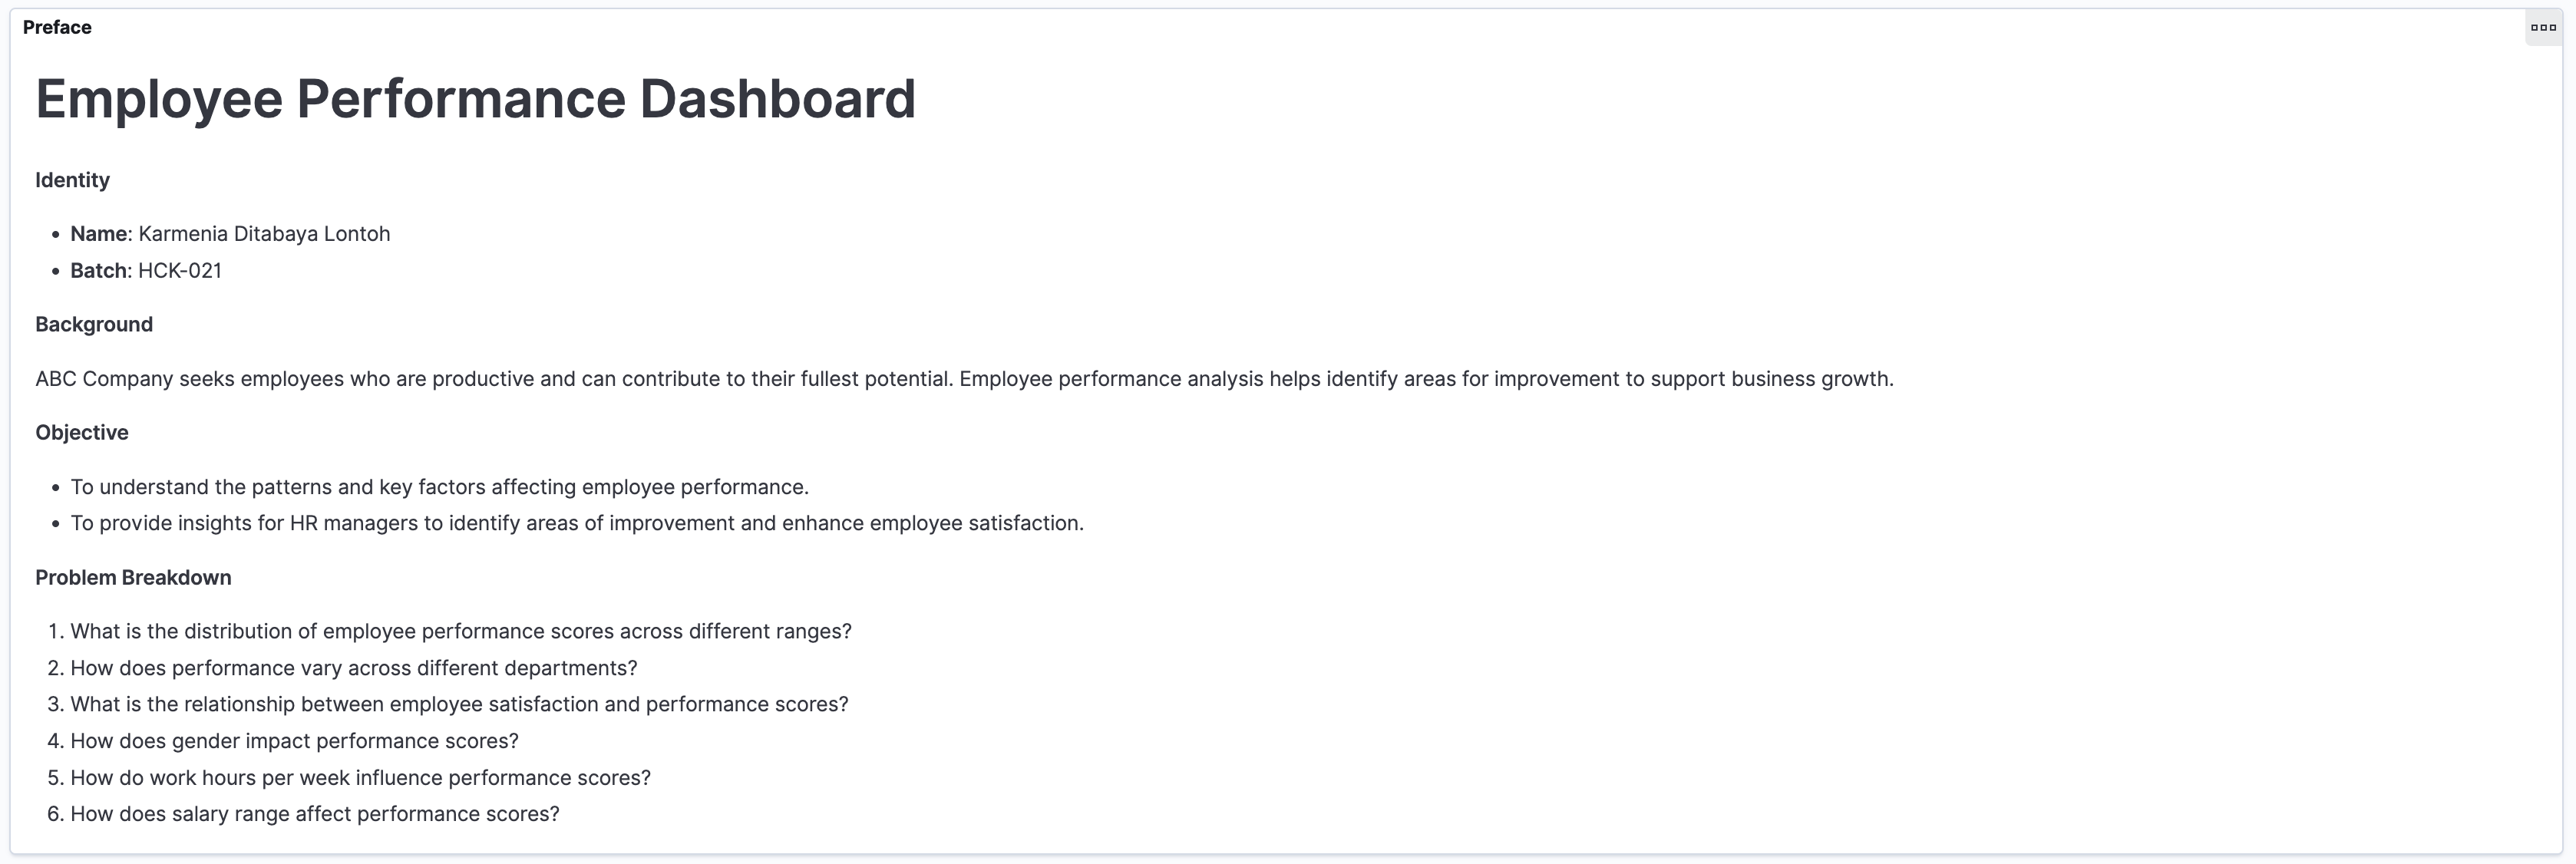 Preface
Employee Performance Dashboard
Identity
• Name: Karmenia Ditabaya Lontoh
• Batch: HCK-021
Background
ABC Company seeks employees who are productive and can contribute to their fullest potential. Employee performance analysis helps identify areas for improvement to support business growth.
Objective
• To understand the patterns and key factors affecting employee performance.
• To provide insights for HR managers to identify areas of improvement and enhance employee satisfaction.
Problem Breakdown
1. What is the distribution of employee performance scores across different ranges?
2. How does performance vary across different departments?
3. What is the relationship between employee satisfaction and performance scores?
4. How does gender impact performance scores?
5. How do work hours per week influence performance scores?
6. How does salary range affect performance scores?